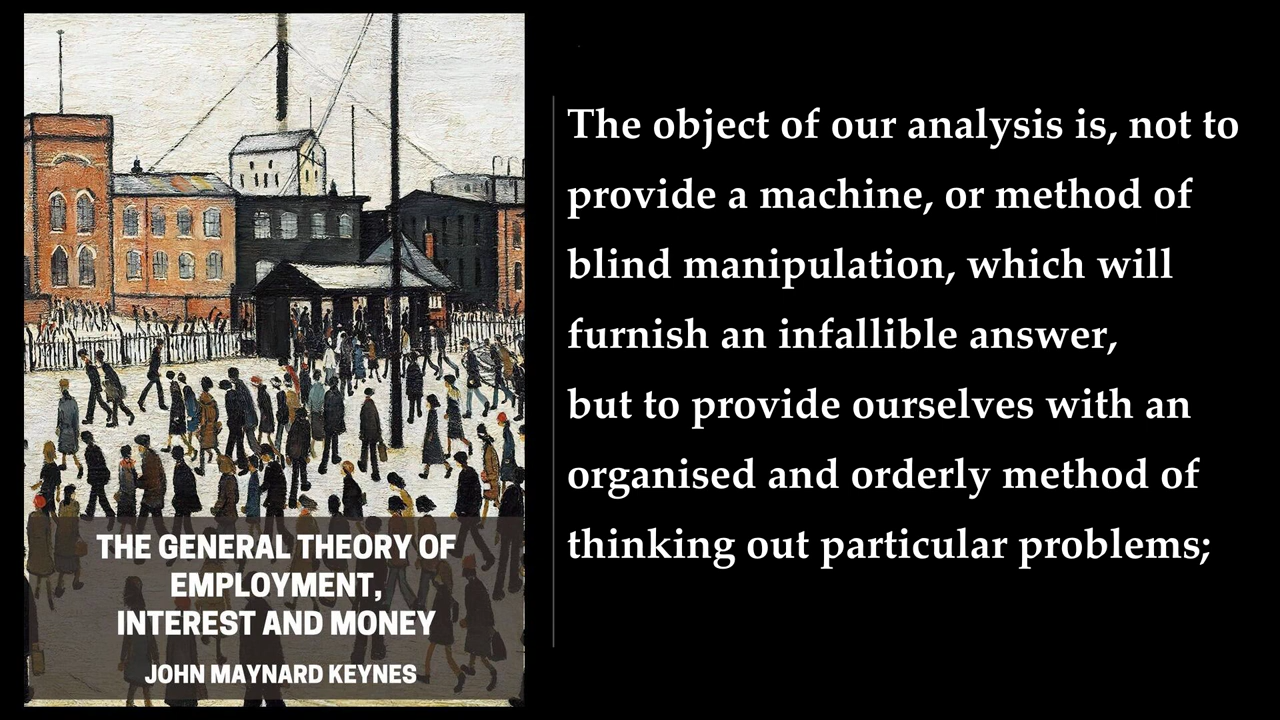 THE GENERAL THEORY OF
EMPLOYMENT,
INTEREST AND MONEY
JOHN MAYNARD KEYNES
The object of our analysis is, not to
provide a machine, or method of
blind manipulation, which will
furnish an infallible answer,
but to provide ourselves with an
organised and orderly method of
thinking out particular problems;